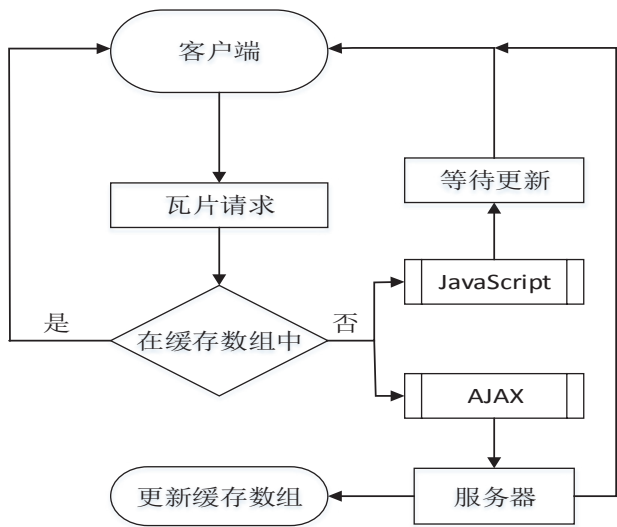 客户端
瓦片请求
等待更新
JavaScript
是
在缓存数组中
否
AJAX
更新缓存数组
服务器